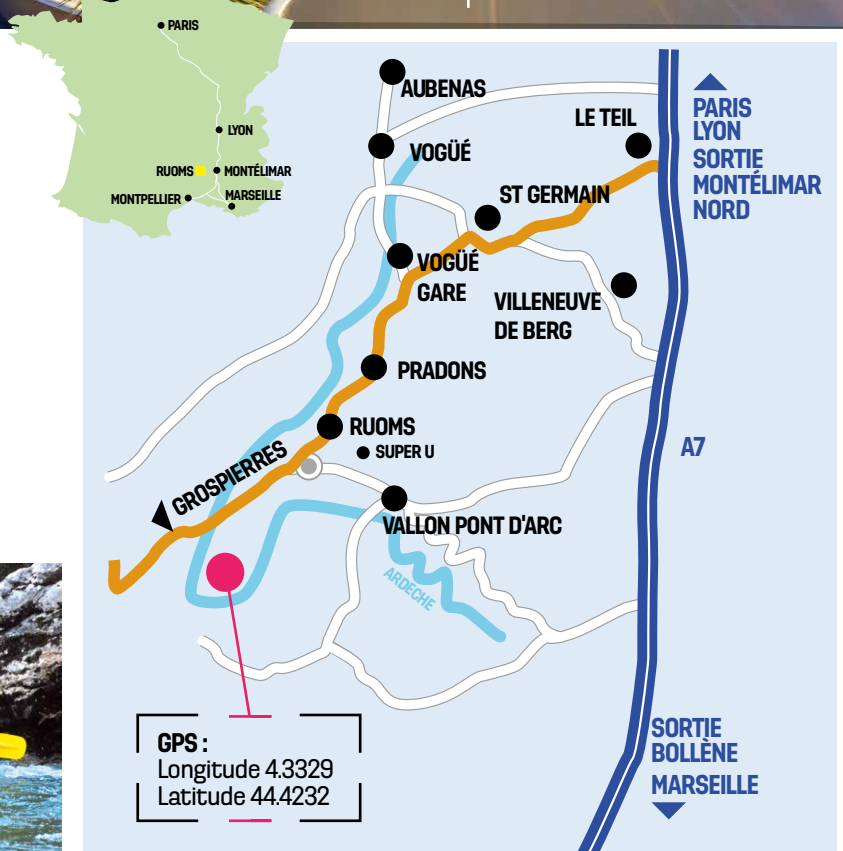 PARIS
LYON
RUOMS
MONTÉLIMAR
MONTPELLIER
MARSEILLE
AUBENAS
VOGÜÉ
LE TEIL
PARIS
LYON
SORTIE
MONTÉLIMAR
NORD
ST GERMAIN
VOGÜÉ
GARE
VILLENEUVE
DE BERG
PRADONS
RUOMS
SUPER U
A7
GROSPIERRES
VALLON PONT D'ARC
ARDECHE
GPS :
Longitude 4.3329
Latitude 44.4232
SORTIE
BOLLÈNE
MARSEILLE